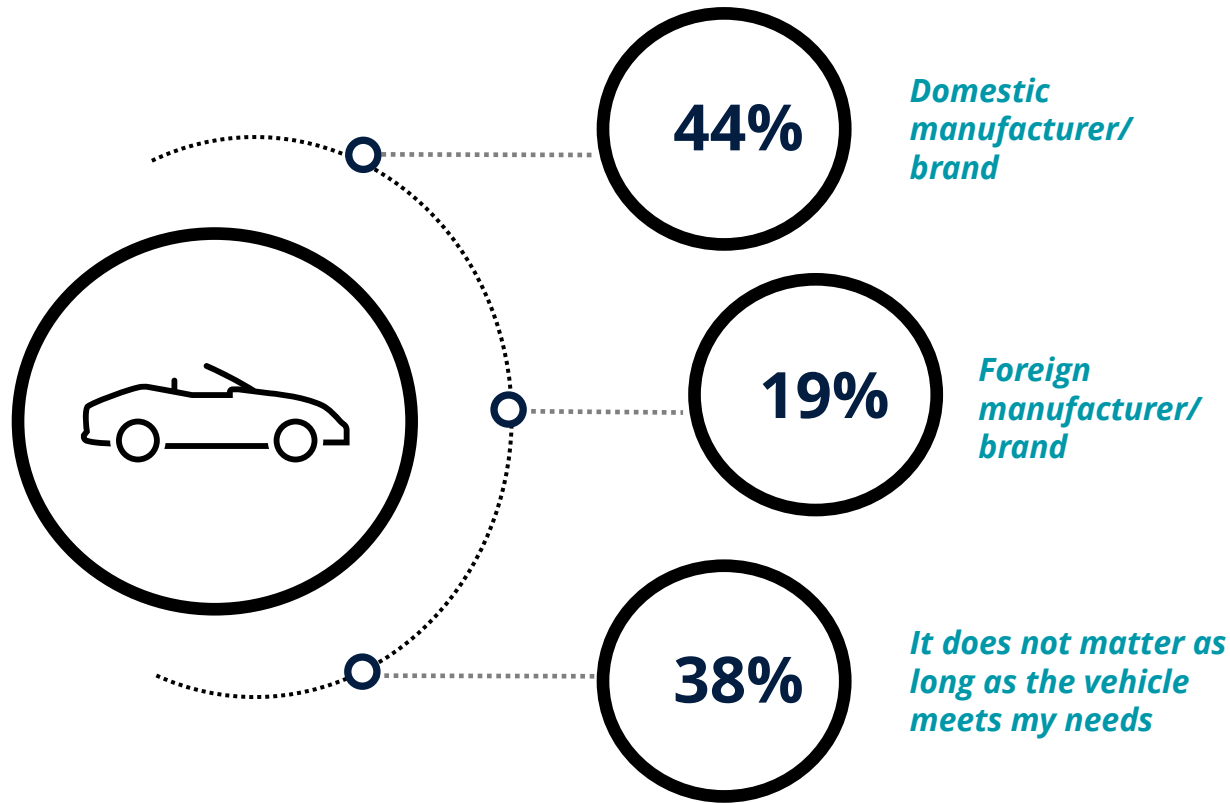 44%
Domestic
manufacturer/
brand
19%
Foreign
manufacturer/
brand
38%
It does not matter as
long as the vehicle
meets my needs